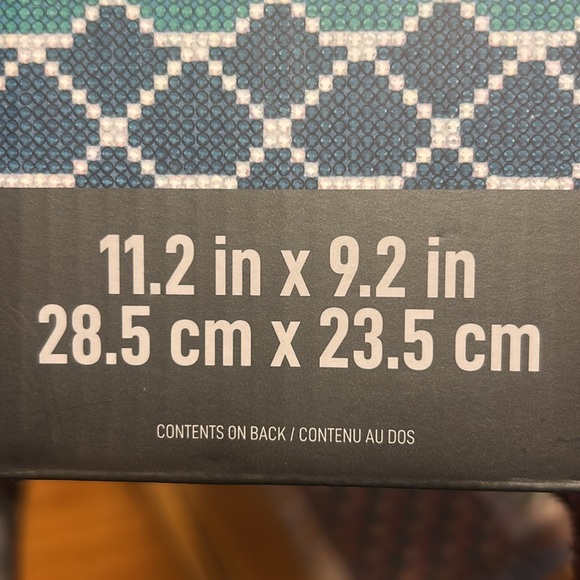 11.2 in x 9.2 in
28.5 cm x 23.5 cm
CONTENTS ON BACK / CONTENU AU DOS